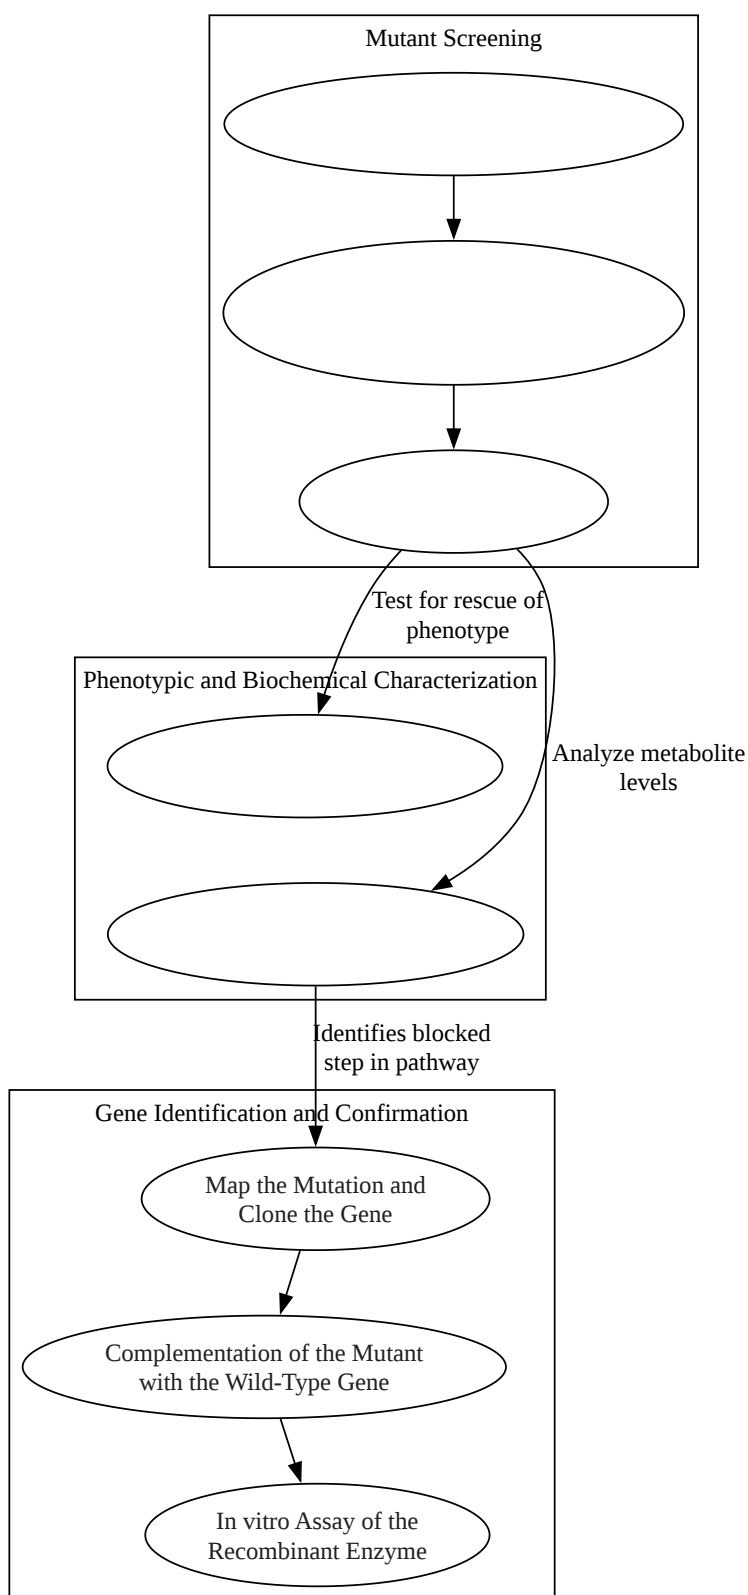 Mutant Screening
Test for rescue of
phenotype
Phenotypic and Biochemical Characterization
Analyze metabolite
levels
Identifies blocked
step in pathway
Gene Identification and Confirmation
Map the Mutation and
Clone the Gene
Complementation of the Mutant
with the Wild-Type Gene
In vitro Assay of the
Recombinant Enzyme